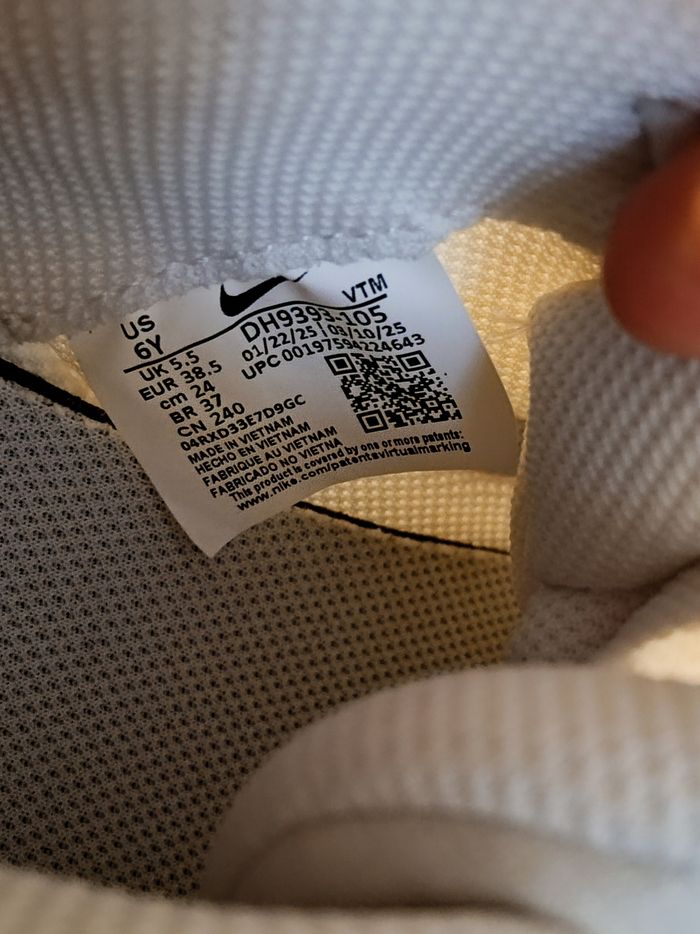 VTM
US
6Y
DH9393-105
01/22/25 | 03/10/25
UPC 00197594224643
UK 5.5
EUR 38.5
cm 24
BR 37
CN 240
04RXD33E7D9GC
MADE IN VIETNAM
HECHO EN VIETNAM
FABRIQUE AU VIETNAM
FABRICADO NO VIETNA
This product is covered by one or more patents:
www.nike.com/patentsvirtualmarking